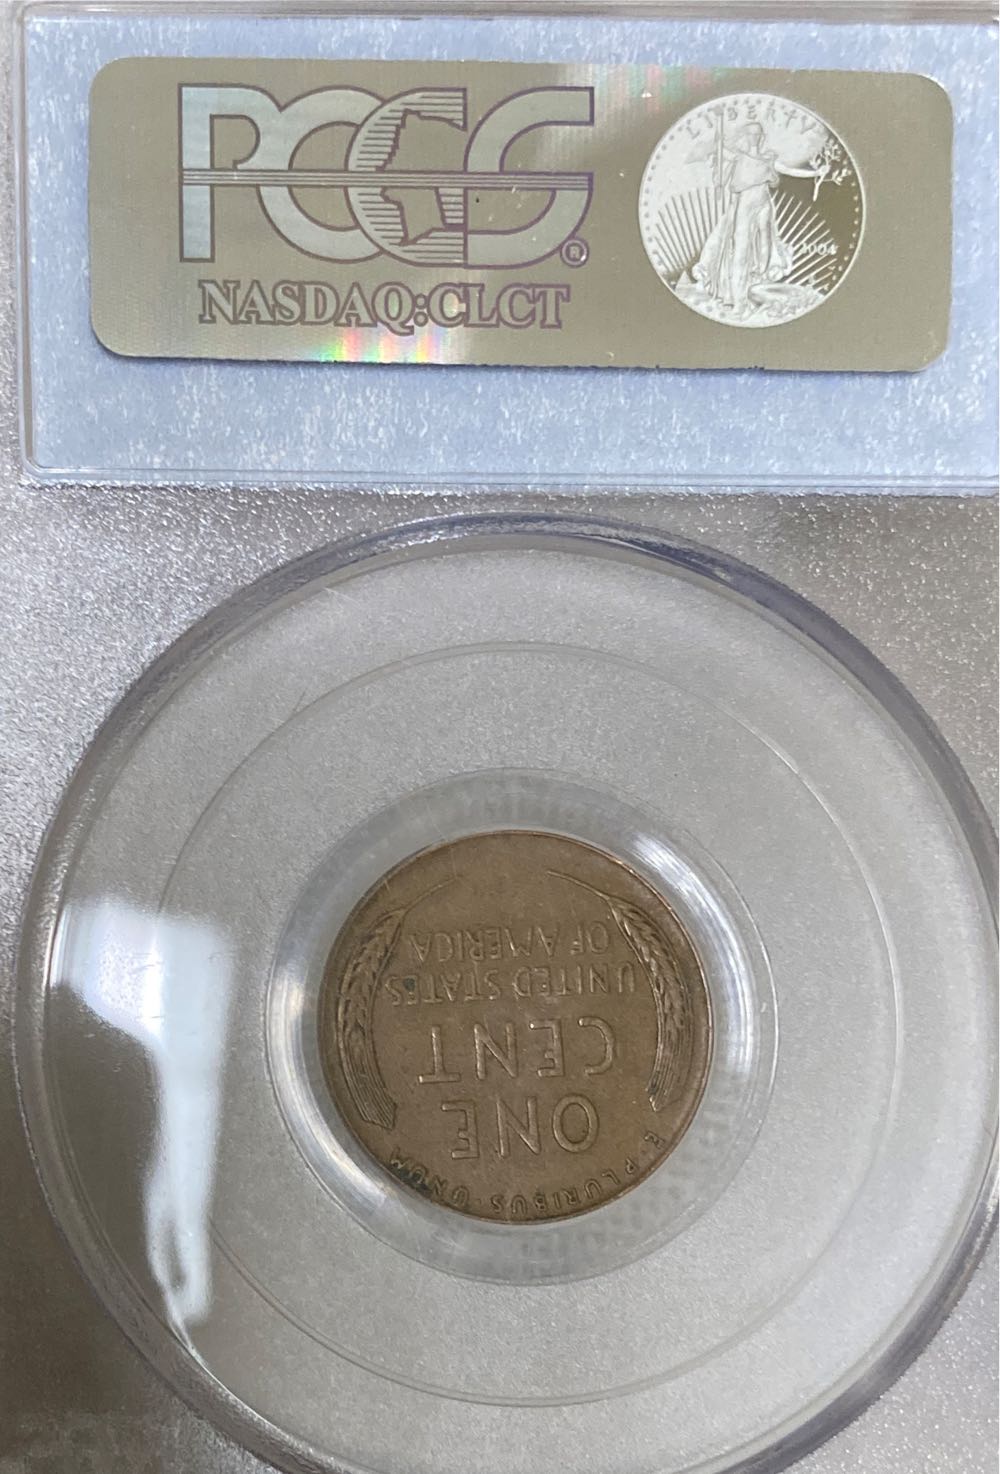 PCGS®
NASDAQ:CLCT
LIBERTY
2004
E · PLURIBUS · UNUM
ONE
CENT
UNITED STATES
OF AMERICA